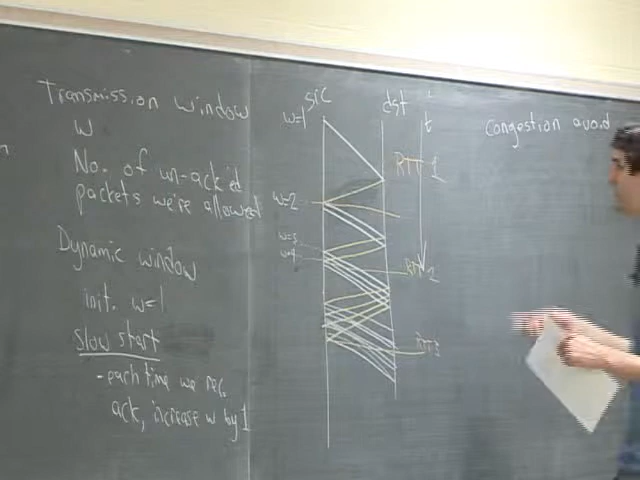 Transmission window
w
No. of un-ack'ed
packets we're allowed
Dynamic window
init. w=1
Slow start
- each time we rec.
ack, increase w by 1
src
dst
t
w=1
RTT 1
w=2
w=3
w=4
RTT 2
RTT 3
Congestion avoid